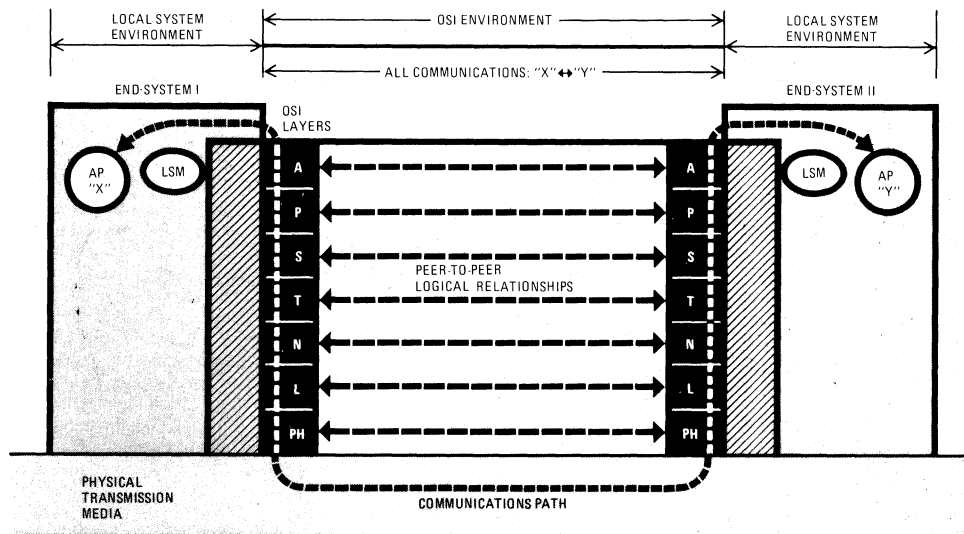 LOCAL SYSTEM
ENVIRONMENT
OSI ENVIRONMENT
LOCAL SYSTEM
ENVIRONMENT
ALL COMMUNICATIONS: "X"↔"Y"
END-SYSTEM I
END-SYSTEM II
OSI
LAYERS
AP
"X"
LSM
A
P
S
T
N
L
PH
PEER-TO-PEER
LOGICAL RELATIONSHIPS
A
P
S
T
N
L
PH
LSM
AP
"Y"
PHYSICAL
TRANSMISSION
MEDIA
COMMUNICATIONS PATH